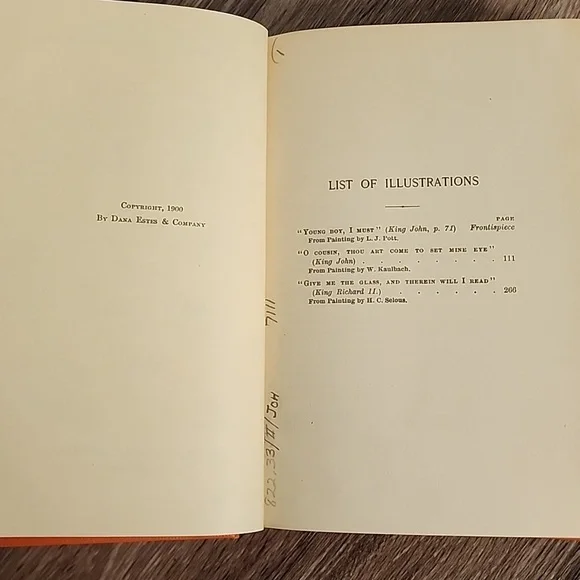 Copyright, 1900
By Dana Estes & Company
LIST OF ILLUSTRATIONS
PAGE
"Young boy, I must" (King John, p. 71) Frontispiece
From Painting by L. J. Pott.
"O cousin, thou art come to set mine eye"
(King John) . . . . . . . . 111
From Painting by W. Kaulbach.
"Give me the glass, and therein will I read"
(King Richard II.) . . . . . . 266
From Painting by H. C. Selous.
7111
822.33/II/JOH